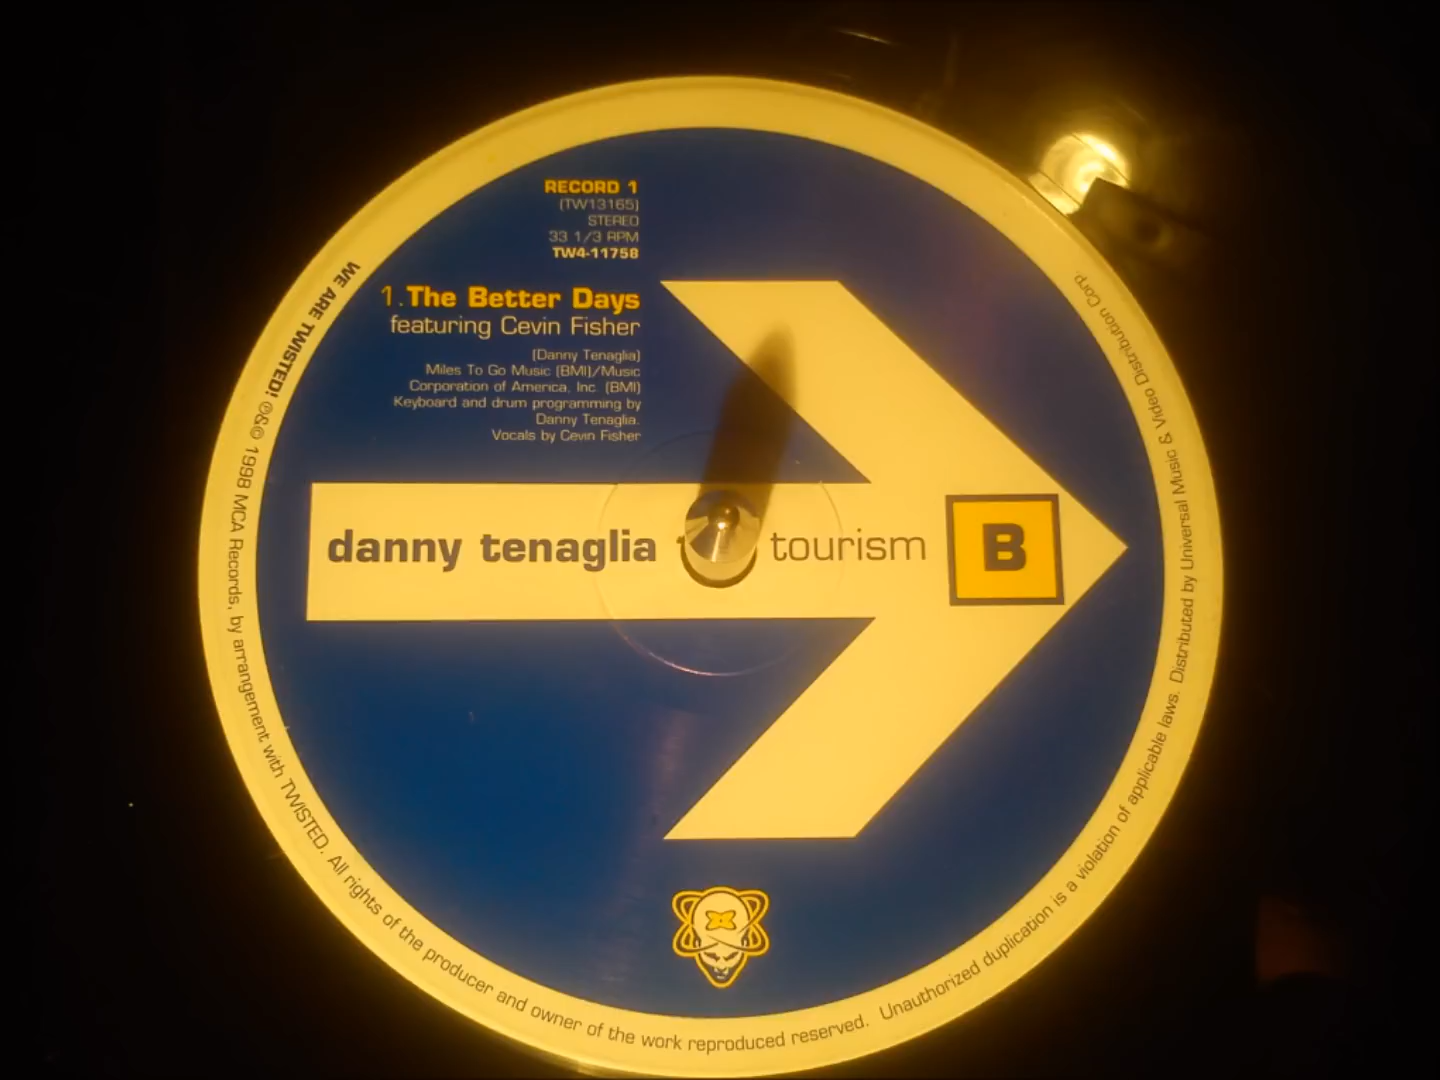 RECORD 1
(TW13165)
STEREO
33 1/3 RPM
TW4-11758
1.The Better Days
featuring Cevin Fisher
(Danny Tenaglia)
Miles To Go Music (BMI)/Music
Corporation of America, Inc. (BMI)
Keyboard and drum programming by
Danny Tenaglia.
Vocals by Cevin Fisher
danny tenaglia
tourism
B
WE ARE TWISTED! ℗&© 1998 MCA Records, by arrangement with TWISTED. All rights of the producer and owner of the work reproduced reserved. Unauthorized duplication is a violation of applicable laws. Distributed by Universal Music & Video Distribution Corp.